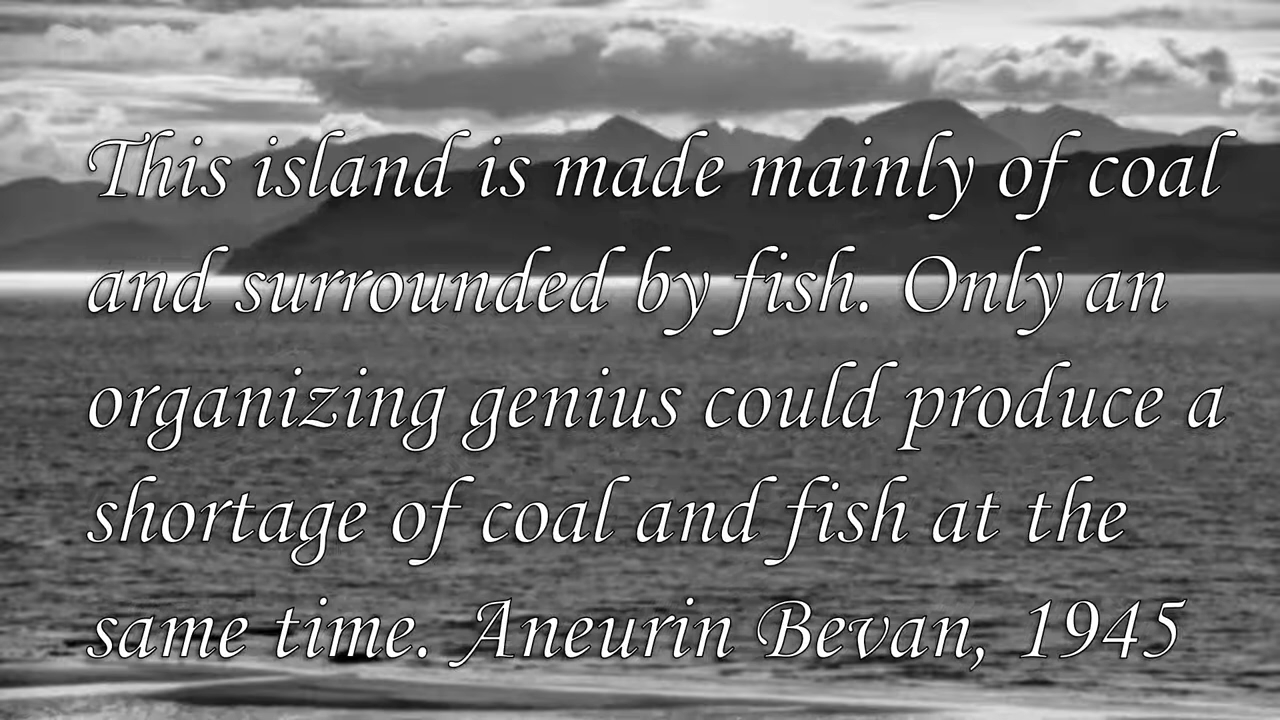 This island is made mainly of coal
and surrounded by fish. Only an
organizing genius could produce a
shortage of coal and fish at the
same time. Aneurin Bevan, 1945